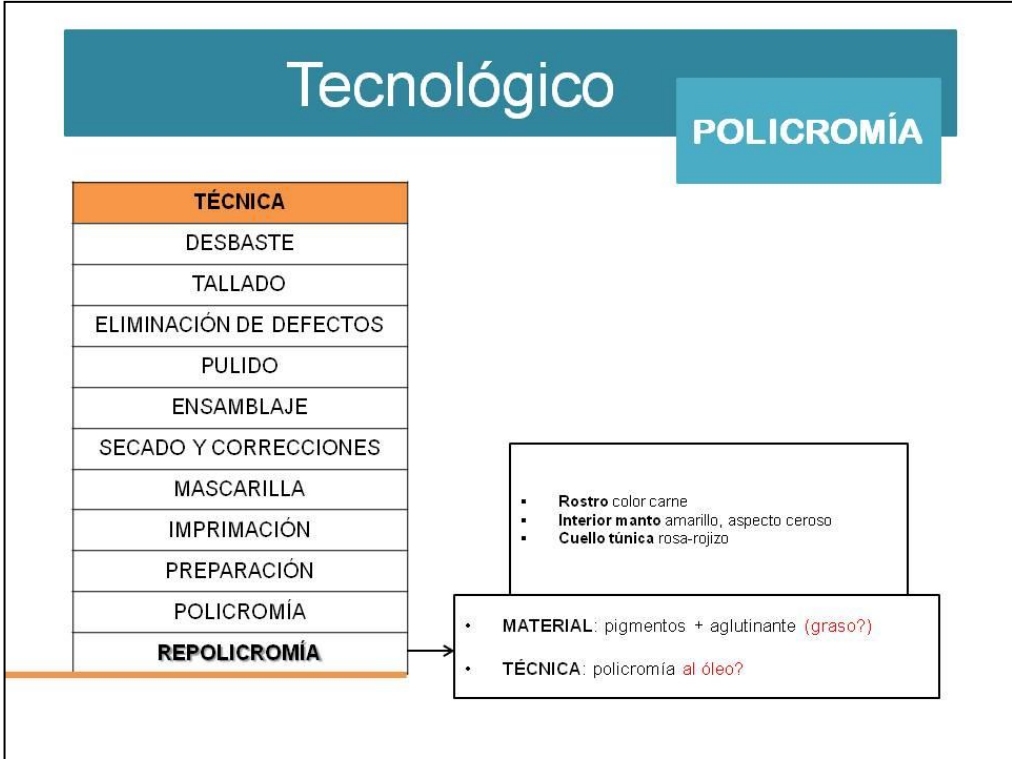 Tecnológico
POLICROMÍA
TÉCNICA
DESBASTE
TALLADO
ELIMINACIÓN DE DEFECTOS
PULIDO
ENSAMBLAJE
SECADO Y CORRECCIONES
MASCARILLA
IMPRIMACIÓN
PREPARACIÓN
POLICROMÍA
REPOLICROMÍA
▪ Rostro color carne
▪ Interior manto amarillo, aspecto ceroso
▪ Cuello túnica rosa-rojizo
• MATERIAL: pigmentos + aglutinante (graso?)
• TÉCNICA: policromía al óleo?